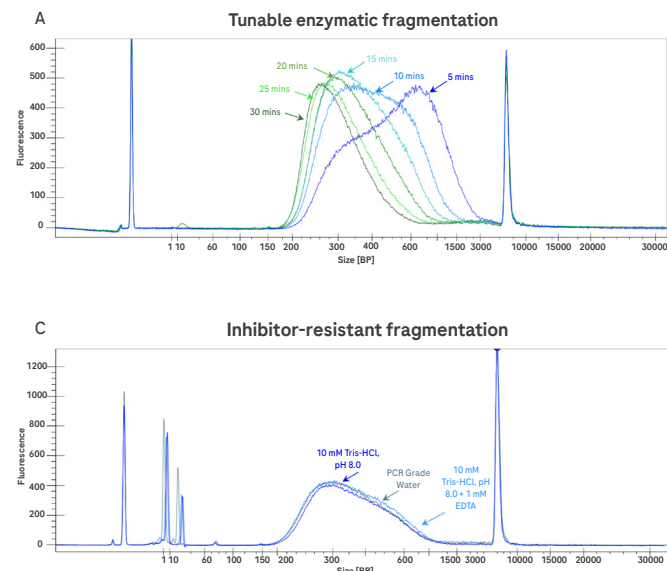 A
Tunable enzymatic fragmentation
600
500
400
300
200
100
0
Fluorescence
20 mins
15 mins
25 mins
10 mins
5 mins
30 mins
1 10 60 100 150 200 300 400 600 1500 3000 10000 15000 20000 30000
Size [BP]
C
Inhibitor-resistant fragmentation
1200
1000
800
600
400
200
0
Fluorescence
10 mM Tris-HCl,
pH 8.0
PCR Grade
Water
10 mM
Tris-HCl, pH
8.0 + 1 mM
EDTA
1 10 60 100 150 200 300 400 600 1500 3000 10000 15000 20000 30000
Size [BP]